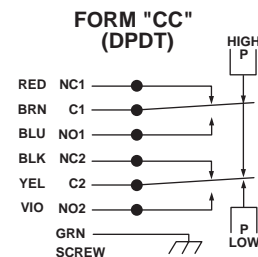 FORM "CC"
(DPDT)
HIGH
P
RED NC1
BRN C1
BLU NO1
BLK NC2
YEL C2
VIO NO2
GRN
SCREW
P
LOW